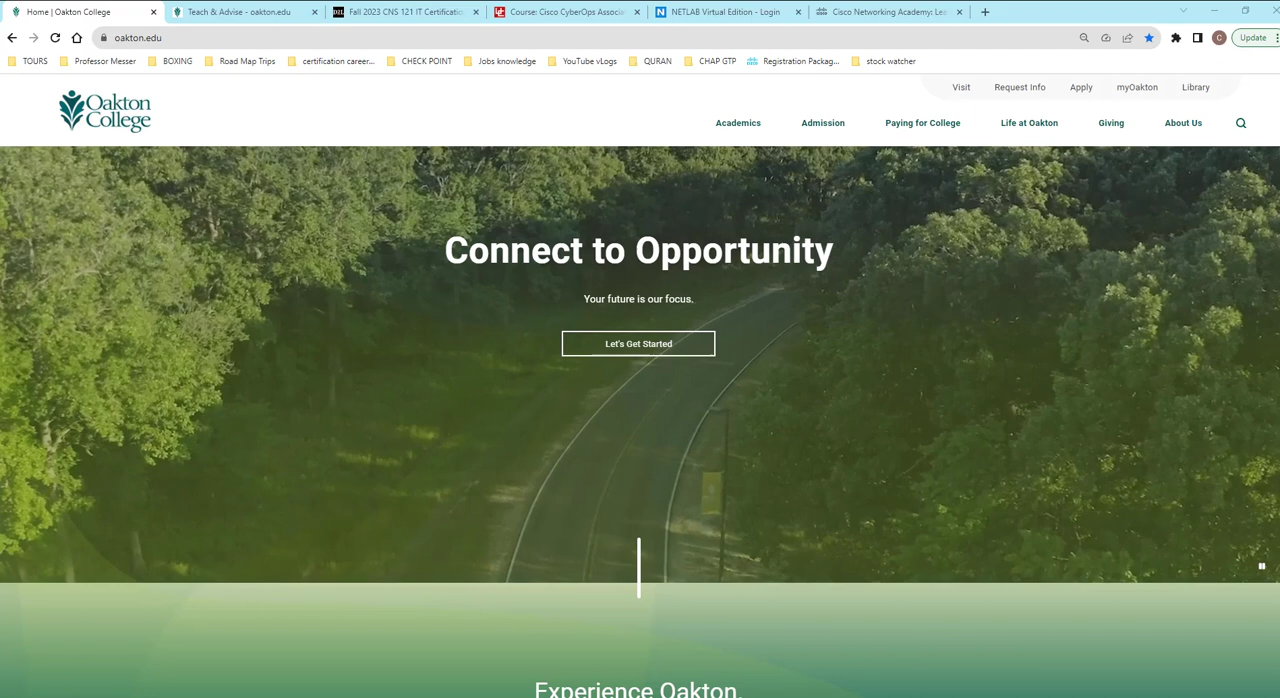 Home | Oakton College
Teach & Advise - oakton.edu
Fall 2023 CNS 121 IT Certificatio
Course: Cisco CyberOps Associa
NETLAB Virtual Edition - Login
Cisco Networking Academy: Lea
oakton.edu
C
Update
TOURS
Professor Messer
BOXING
Road Map Trips
certification career...
CHECK POINT
Jobs knowledge
YouTube vLogs
QURAN
CHAP GTP
Registration Packag...
stock watcher
Visit
Request Info
Apply
myOakton
Library
Oakton
College
Academics
Admission
Paying for College
Life at Oakton
Giving
About Us
Connect to Opportunity
Your future is our focus.
Let's Get Started
Experience Oakton.